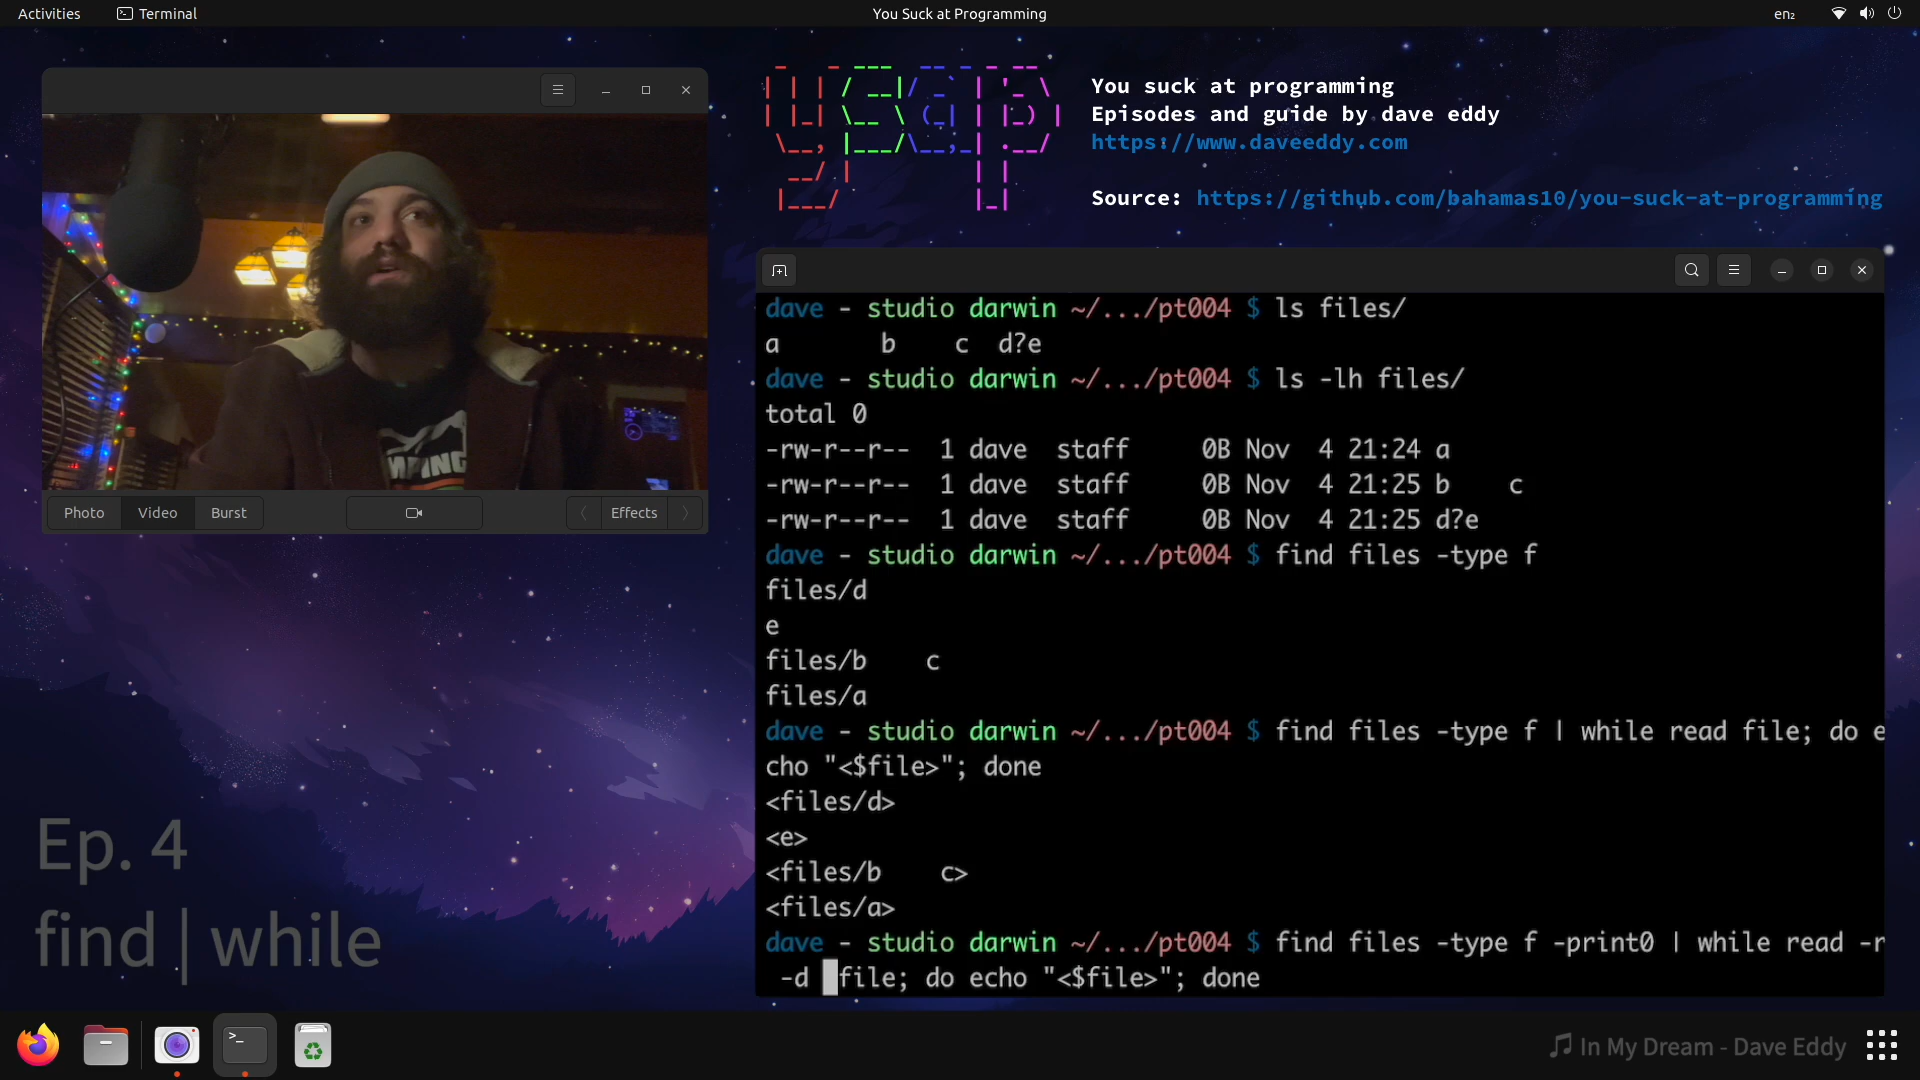 Activities
Terminal
You Suck at Programming
en₂
You suck at programming
Episodes and guide by dave eddy
https://www.daveeddy.com
Source: https://github.com/bahamas10/you-suck-at-programming
Photo
Video
Burst
Effects
dave - studio darwin ~/.../pt004 $ ls files/
a       b    c  d?e
dave - studio darwin ~/.../pt004 $ ls -lh files/
total 0
-rw-r--r--  1 dave  staff     0B Nov  4 21:24 a
-rw-r--r--  1 dave  staff     0B Nov  4 21:25 b    c
-rw-r--r--  1 dave  staff     0B Nov  4 21:25 d?e
dave - studio darwin ~/.../pt004 $ find files -type f
files/d
e
files/b    c
files/a
dave - studio darwin ~/.../pt004 $ find files -type f | while read file; do e
cho "<$file>"; done
<files/d>
<e>
<files/b    c>
<files/a>
dave - studio darwin ~/.../pt004 $ find files -type f -print0 | while read -r
 -d file; do echo "<$file>"; done
Ep. 4
find | while
In My Dream - Dave Eddy